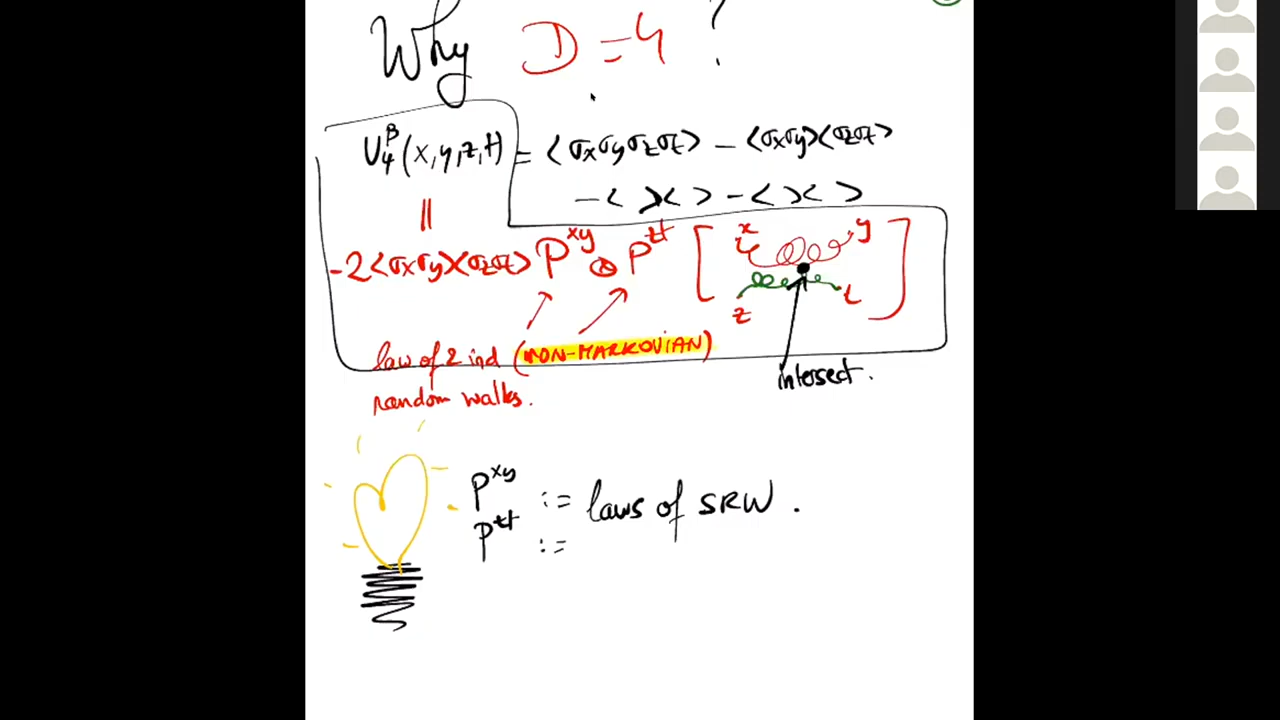 Why D = 4 ?
U₄^β(x,y,z,t) = <σxσyσzσt> - <σxσy><σzσt>
- < >< > - < >< >
||
-2<σxσy><σzσt> P^xy ⊗ P^zt [ x y z t ]
law of 2 ind (NON-MARKOVIAN)
random walks.
intersect.
P^xy := laws of SRW.
P^zt :=